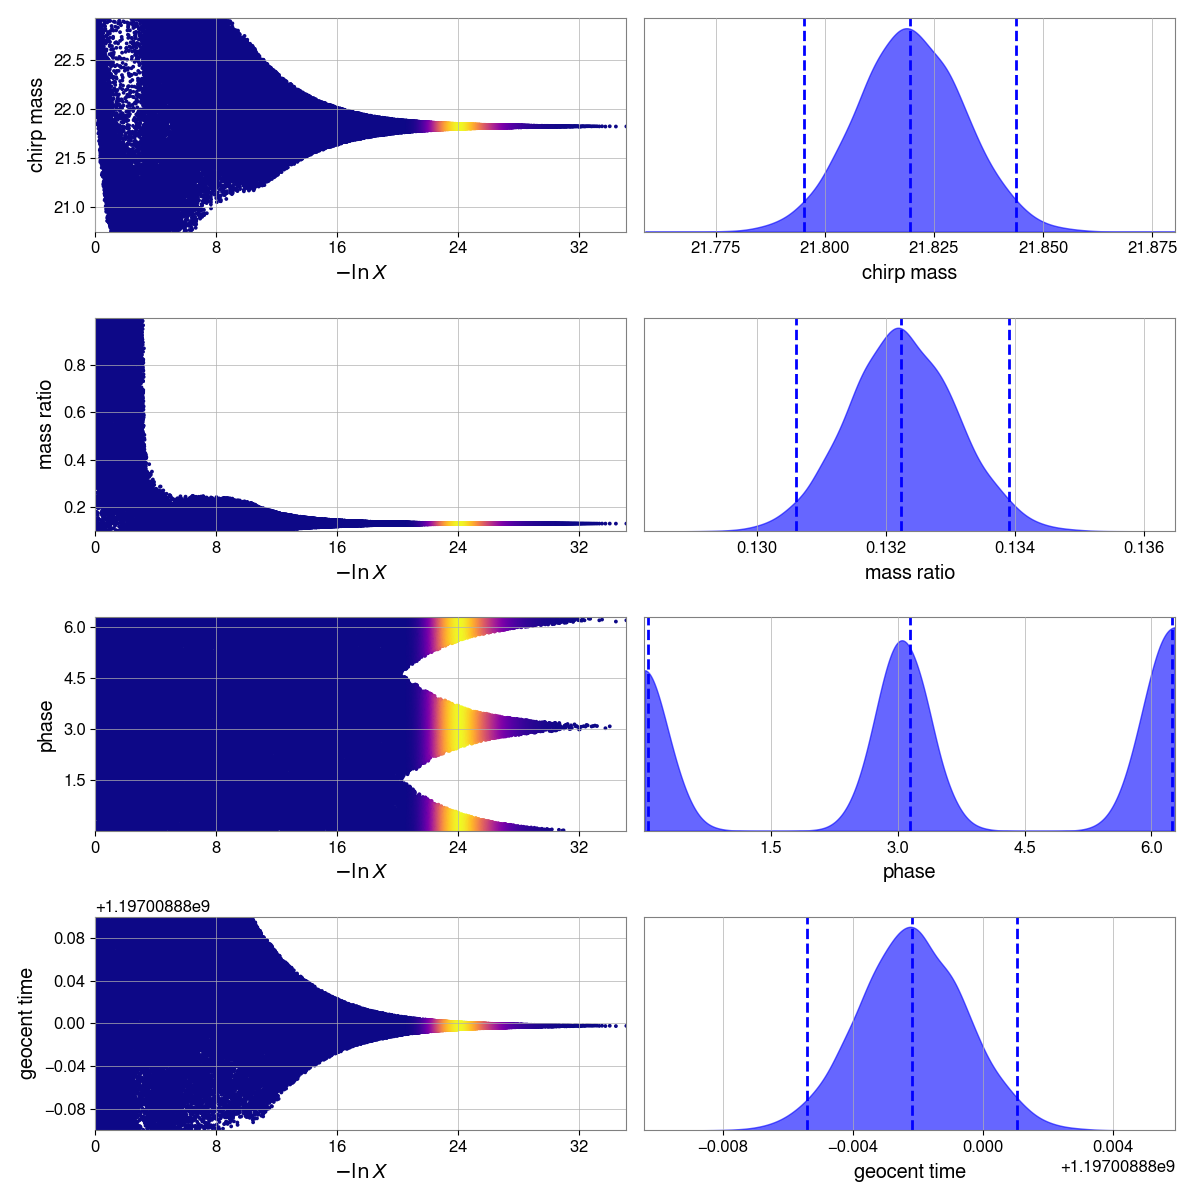 chirp mass
22.5
22.0
21.5
21.0
0 8 16 24 32
−ln X
21.775 21.800 21.825 21.850 21.875
chirp mass
mass ratio
0.8
0.6
0.4
0.2
0 8 16 24 32
−ln X
0.130 0.132 0.134 0.136
mass ratio
phase
6.0
4.5
3.0
1.5
0 8 16 24 32
−ln X
1.5 3.0 4.5 6.0
phase
+1.19700888e9
geocent time
0.08
0.04
0.00
−0.04
−0.08
0 8 16 24 32
−ln X
−0.008 −0.004 0.000 0.004
geocent time
+1.19700888e9